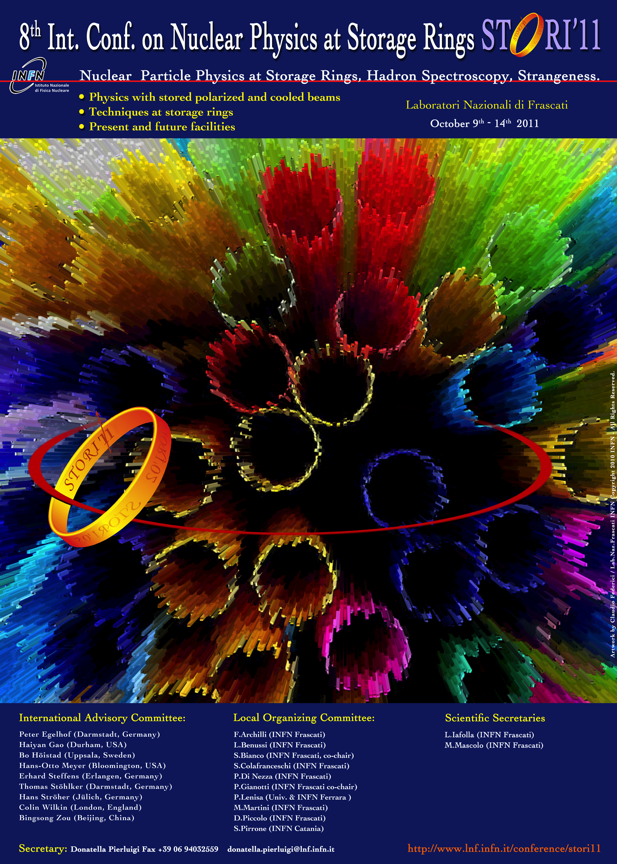 8th Int. Conf. on Nuclear Physics at Storage Rings STORI'11
INFN
Istituto Nazionale
di Fisica Nucleare
Nuclear Particle Physics at Storage Rings, Hadron Spectroscopy, Strangeness.
• Physics with stored polarized and cooled beams
• Techniques at storage rings
• Present and future facilities
Laboratori Nazionali di Frascati
October 9th - 14th 2011
STORI'11
Artwork by Claudio Federici / Lab.Naz.Frascati INFN Copyright 2010 INFN - All Rights Reserved.
International Advisory Committee:
Peter Egelhof (Darmstadt, Germany)
Haiyan Gao (Durham, USA)
Bo Höistad (Uppsala, Sweden)
Hans-Otto Meyer (Bloomington, USA)
Erhard Steffens (Erlangen, Germany)
Thomas Stöhlker (Darmstadt, Germany)
Hans Ströher (Jülich, Germany)
Colin Wilkin (London, England)
Bingsong Zou (Beijing, China)
Local Organizing Committee:
F.Archilli (INFN Frascati)
L.Benussi (INFN Frascati)
S.Bianco (INFN Frascati, co-chair)
S.Colafranceschi (INFN Frascati)
P.Di Nezza (INFN Frascati)
P.Gianotti (INFN Frascati co-chair)
P.Lenisa (Univ. & INFN Ferrara )
M.Martini (INFN Frascati)
D.Piccolo (INFN Frascati)
S.Pirrone (INFN Catania)
Scientific Secretaries
L.Iafolla (INFN Frascati)
M.Mascolo (INFN Frascati)
Secretary: Donatella Pierluigi Fax +39 06 94032559 donatella.pierluigi@lnf.infn.it
http://www.lnf.infn.it/conference/stori11